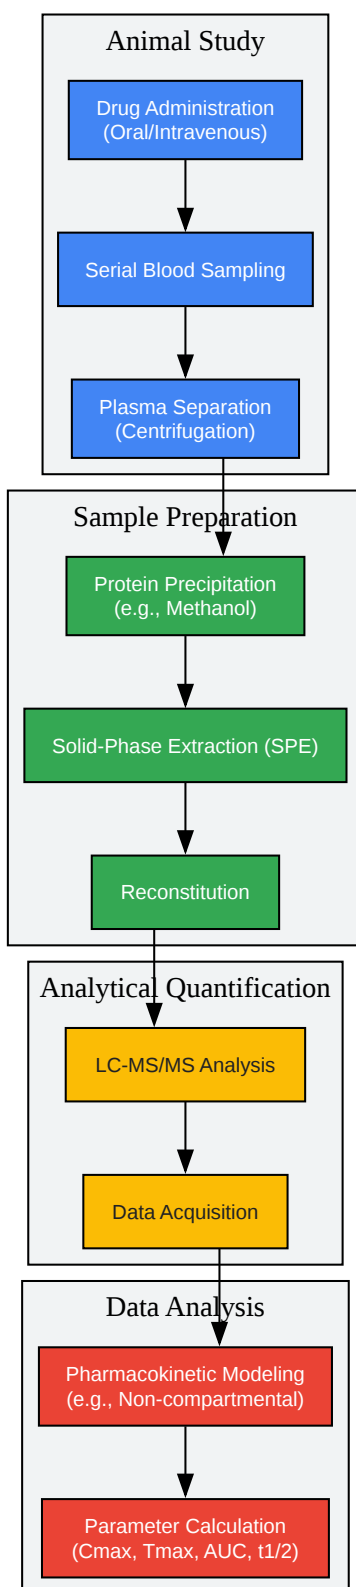 Animal Study
Drug Administration
(Oral/Intravenous)
Serial Blood Sampling
Plasma Separation
(Centrifugation)
Sample Preparation
Protein Precipitation
(e.g., Methanol)
Solid-Phase Extraction (SPE)
Reconstitution
Analytical Quantification
LC-MS/MS Analysis
Data Acquisition
Data Analysis
Pharmacokinetic Modeling
(e.g., Non-compartmental)
Parameter Calculation
(Cmax, Tmax, AUC, t1/2)